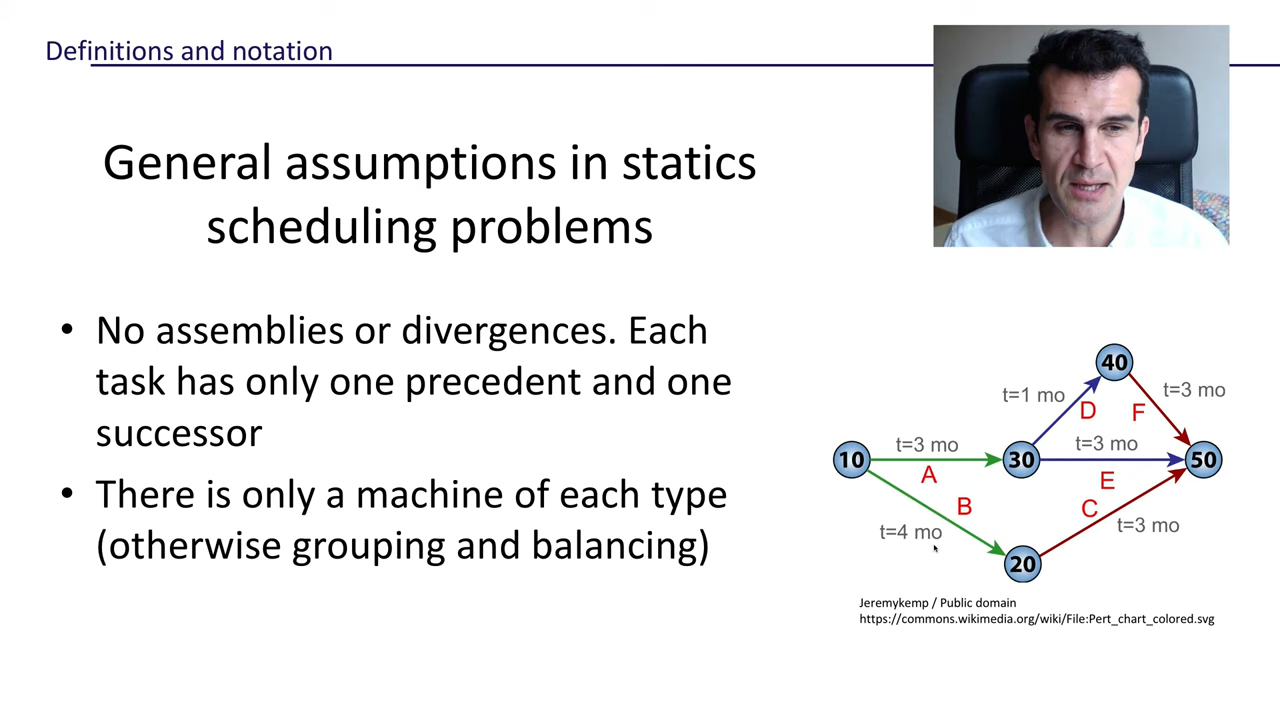 Definitions and notation
General assumptions in statics
scheduling problems
• No assemblies or divergences. Each
task has only one precedent and one
successor
• There is only a machine of each type
(otherwise grouping and balancing)
40
t=1 mo
t=3 mo
D
F
10
t=3 mo
30
t=3 mo
50
A
E
B
C
t=4 mo
t=3 mo
20
Jeremykemp / Public domain
https://commons.wikimedia.org/wiki/File:Pert_chart_colored.svg